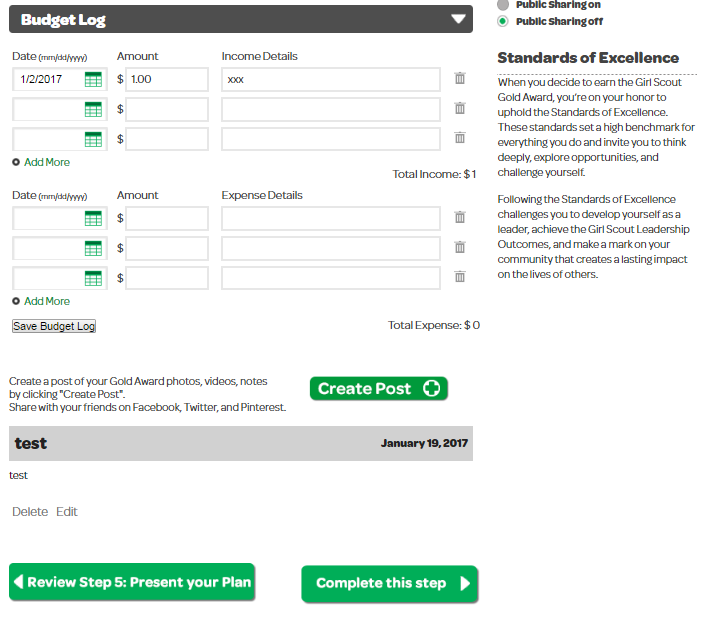 Budget Log
Date (mm/dd/yyyy) Amount Income Details
1/2/2017 $ 1.00 xxx
$
$
Add More
Total Income: $ 1
Date (mm/dd/yyyy) Amount Expense Details
$
$
$
Add More
Save Budget Log Total Expense: $ 0
Create a post of your Gold Award photos, videos, notes
by clicking "Create Post".
Share with your friends on Facebook, Twitter, and Pinterest.
Create Post
test January 19, 2017
test
Delete Edit
Review Step 5: Present your Plan Complete this step
Public Sharing on
Public Sharing off
Standards of Excellence
When you decide to earn the Girl Scout
Gold Award, you're on your honor to
uphold the Standards of Excellence.
These standards set a high benchmark for
everything you do and invite you to think
deeply, explore opportunities, and
challenge yourself.
Following the Standards of Excellence
challenges you to develop yourself as a
leader, achieve the Girl Scout Leadership
Outcomes, and make a mark on your
community that creates a lasting impact
on the lives of others.